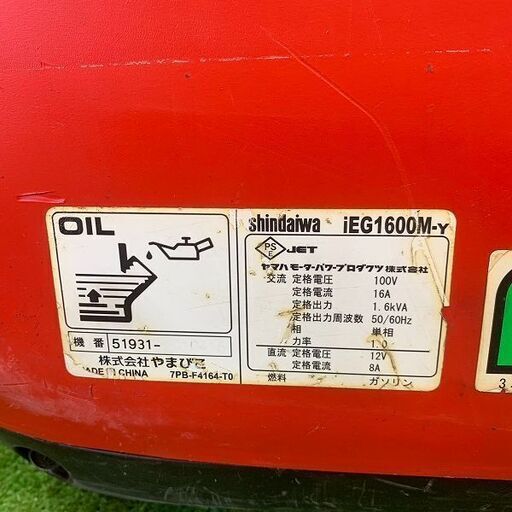 OIL
機 番 51931-
株式会社やまびこ
MADE IN CHINA 7PB-F4164-T0
shindaiwa iEG1600M-Y
PS E JET
ヤマハモーターパワープロダクツ株式会社
交流 定格電圧 100V
定格電流 16A
定格出力 1.6kVA
定格出力周波数 50/60Hz
相 単相
力率 1.0
直流 定格電圧 12V
定格電流 8A
燃料 ガソリン
3